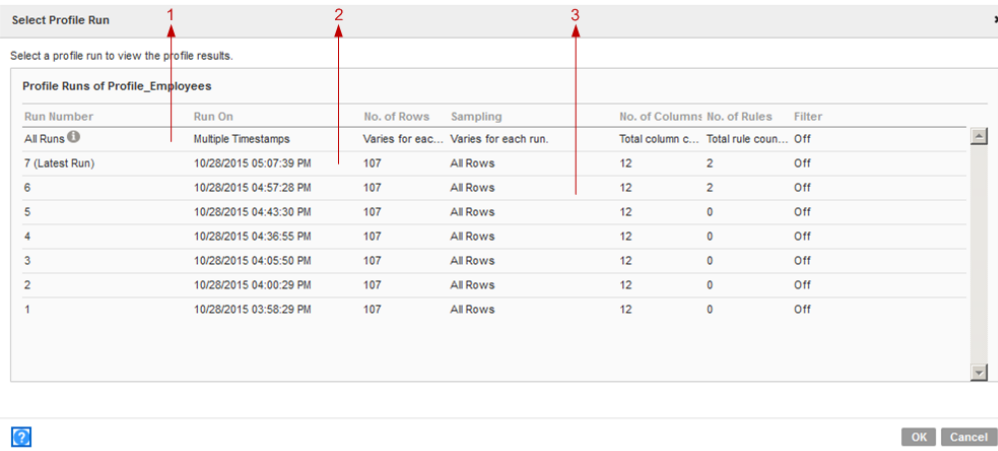 Select Profile Run
1 2 3
Select a profile run to view the profile results.
Profile Runs of Profile_Employees
Run Number Run On No. of Rows Sampling No. of Columns No. of Rules Filter
All Runs Multiple Timestamps Varies for eac... Varies for each run. Total column c... Total rule coun... Off
7 (Latest Run) 10/28/2015 05:07:39 PM 107 All Rows 12 2 Off
6 10/28/2015 04:57:28 PM 107 All Rows 12 2 Off
5 10/28/2015 04:43:30 PM 107 All Rows 12 0 Off
4 10/28/2015 04:36:55 PM 107 All Rows 12 0 Off
3 10/28/2015 04:05:50 PM 107 All Rows 12 0 Off
2 10/28/2015 04:00:29 PM 107 All Rows 12 0 Off
1 10/28/2015 03:58:29 PM 107 All Rows 12 0 Off
? OK Cancel